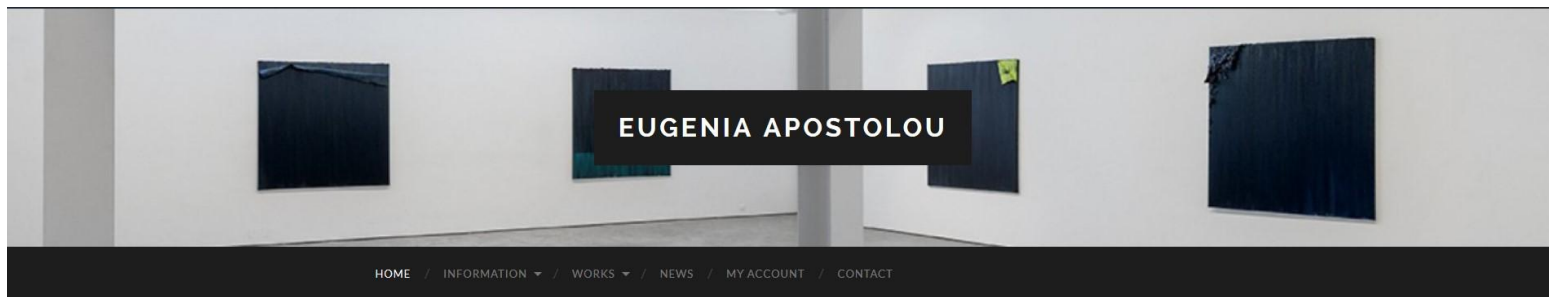 EUGENIA APOSTOLOU
HOME / INFORMATION / WORKS / NEWS / MY ACCOUNT / CONTACT